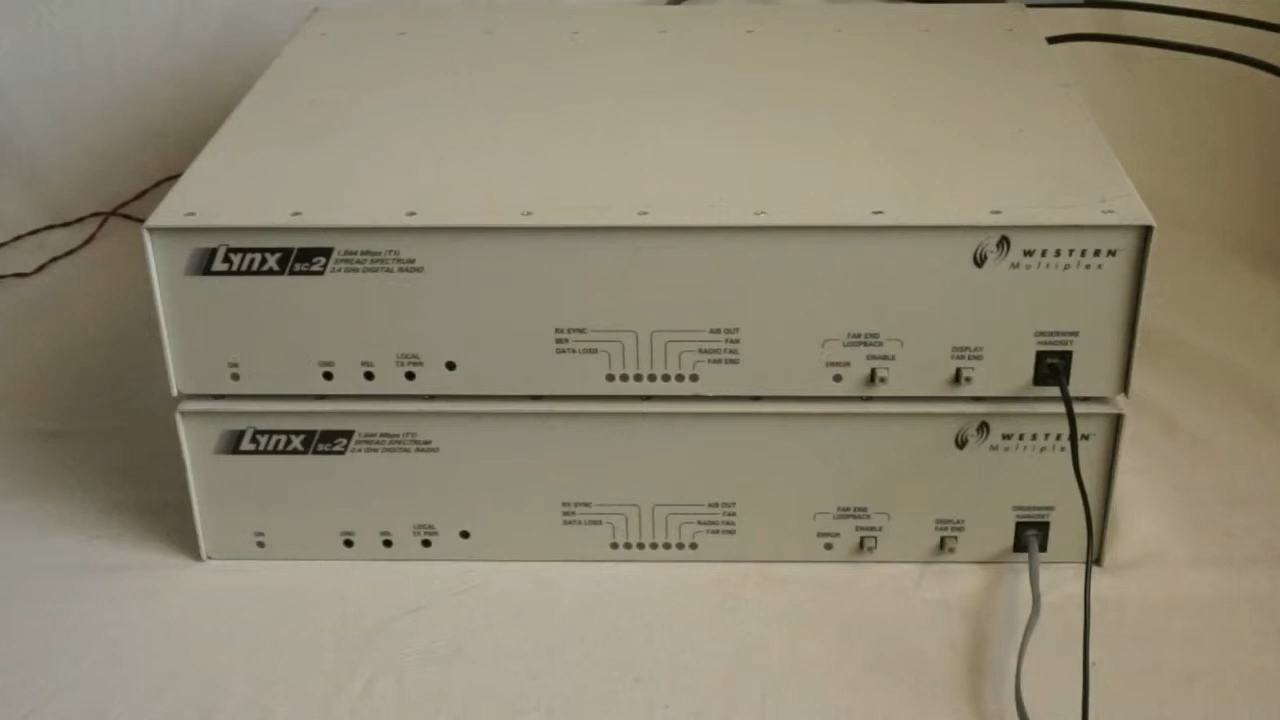 Lynx sc2
1.544 Mbps (T1)
SPREAD SPECTRUM
2.4 GHz DIGITAL RADIO
WESTERN
Multiplex
ON
GND
RSL
LOCAL
TX PWR
RX SYNC
BER
DATA LOSS
AIS OUT
FAN
RADIO FAIL
FAR END
FAR END
LOOPBACK
ERROR
ENABLE
DISPLAY
FAR END
ORDERWIRE
HANDSET
Lynx sc2
1.544 Mbps (T1)
SPREAD SPECTRUM
2.4 GHz DIGITAL RADIO
WESTERN
Multiplex
ON
GND
RSL
LOCAL
TX PWR
RX SYNC
BER
DATA LOSS
AIS OUT
FAN
RADIO FAIL
FAR END
FAR END
LOOPBACK
ERROR
ENABLE
DISPLAY
FAR END
ORDERWIRE
HANDSET